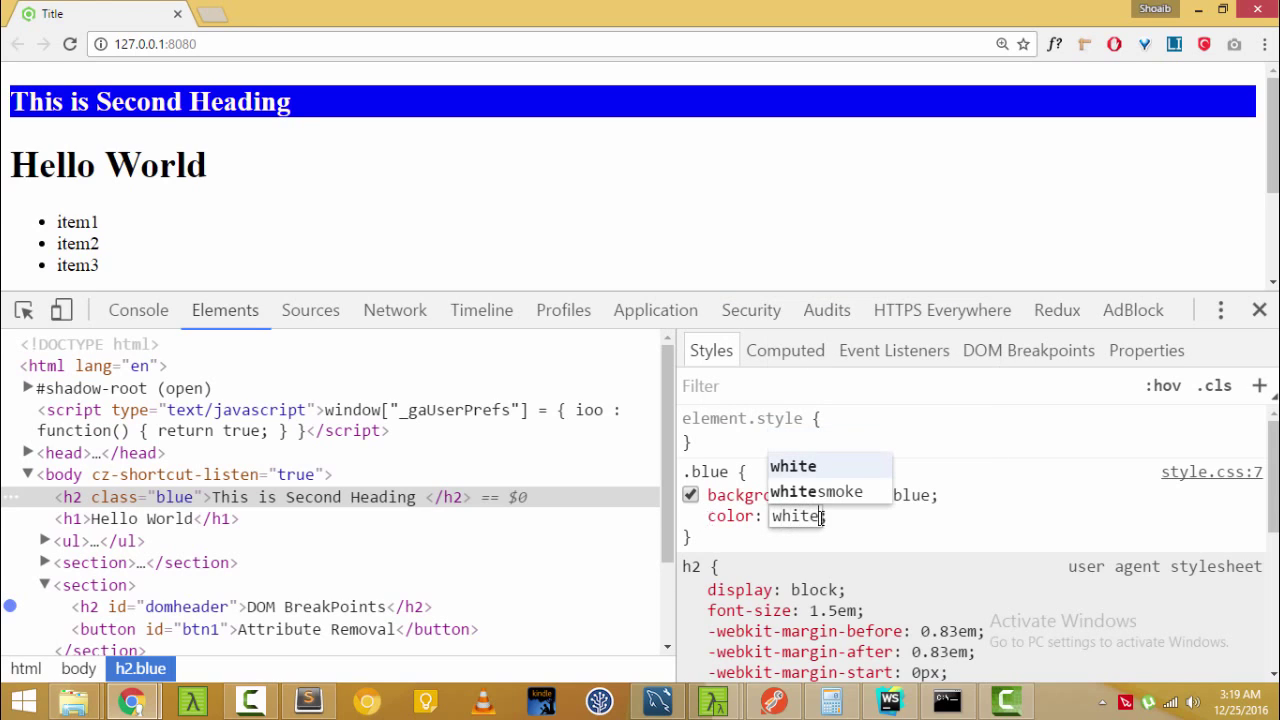 Title
Shoaib
127.0.0.1:8080
f?
This is Second Heading
Hello World
• item1
• item2
• item3
Console Elements Sources Network Timeline Profiles Application Security Audits HTTPS Everywhere Redux AdBlock
<!DOCTYPE html>
<html lang="en">
#shadow-root (open)
<script type="text/javascript">window["_gaUserPrefs"] = { ioo :
function() { return true; } }</script>
<head>…</head>
<body cz-shortcut-listen="true">
<h2 class="blue">This is Second Heading </h2> == $0
<h1>Hello World</h1>
<ul>…</ul>
<section>…</section>
<section>
<h2 id="domheader">DOM BreakPoints</h2>
<button id="btn1">Attribute Removal</button>
</section>
html body h2.blue
Styles Computed Event Listeners DOM Breakpoints Properties
Filter :hov .cls +
element.style {
}
.blue { style.css:7
white
whitesmoke
blue;
color: white;
}
h2 { user agent stylesheet
display: block;
font-size: 1.5em;
-webkit-margin-before: 0.83em;
-webkit-margin-after: 0.83em;
-webkit-margin-start: 0px;
Activate Windows
Go to PC settings to activate Windows.
kindle
WS
3:19 AM
12/25/2016